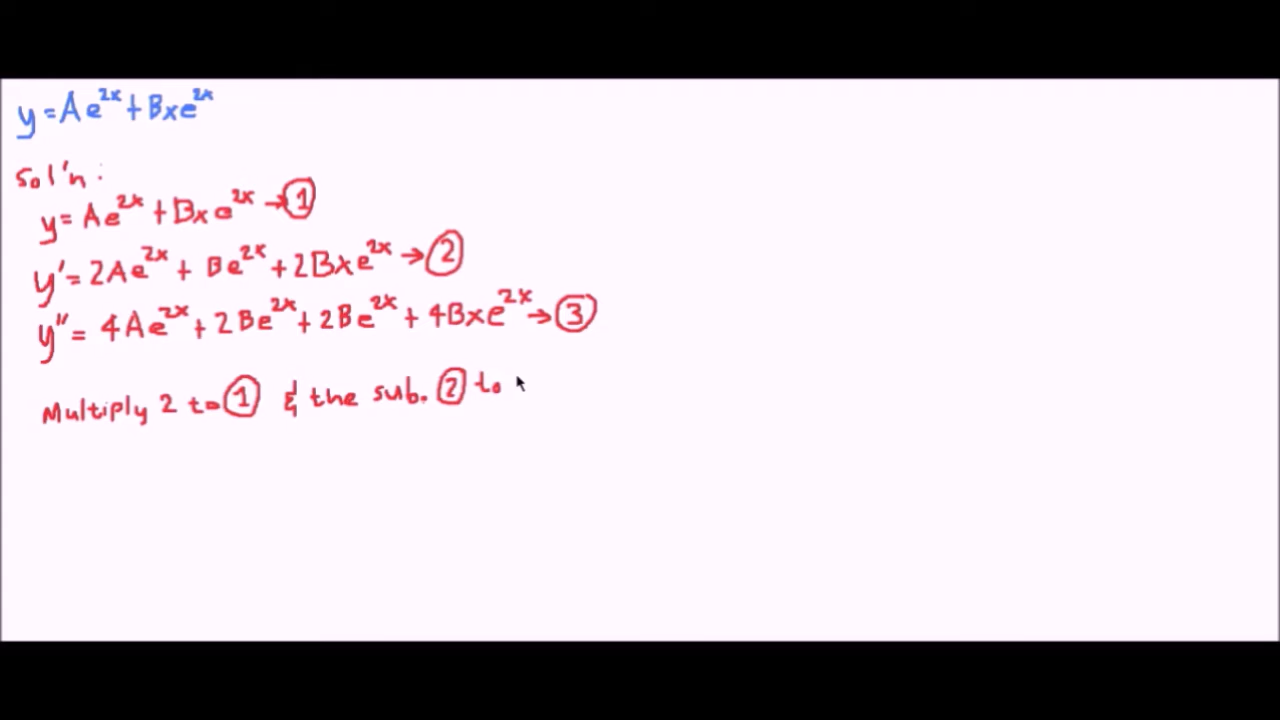 y = Ae^{2x} + Bxe^{2x}
Sol'n :
y = Ae^{2x} + Bxe^{2x} → ①
y' = 2Ae^{2x} + Be^{2x} + 2Bxe^{2x} → ②
y'' = 4Ae^{2x} + 2Be^{2x} + 2Be^{2x} + 4Bxe^{2x} → ③
Multiply 2 to ① & the sub. ② to